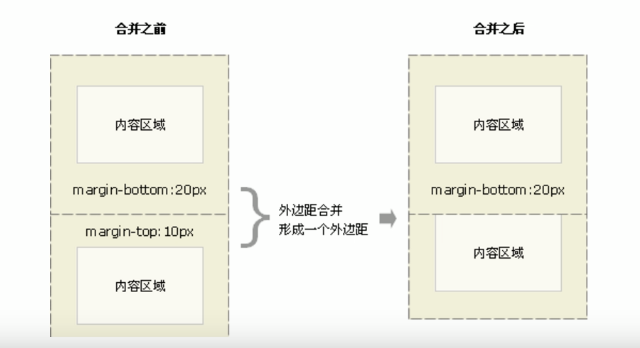 合并之前
合并之后
内容区域
内容区域
margin-bottom:20px
margin-bottom:20px
外边距合并
形成一个外边距
margin-top:10px
内容区域
内容区域